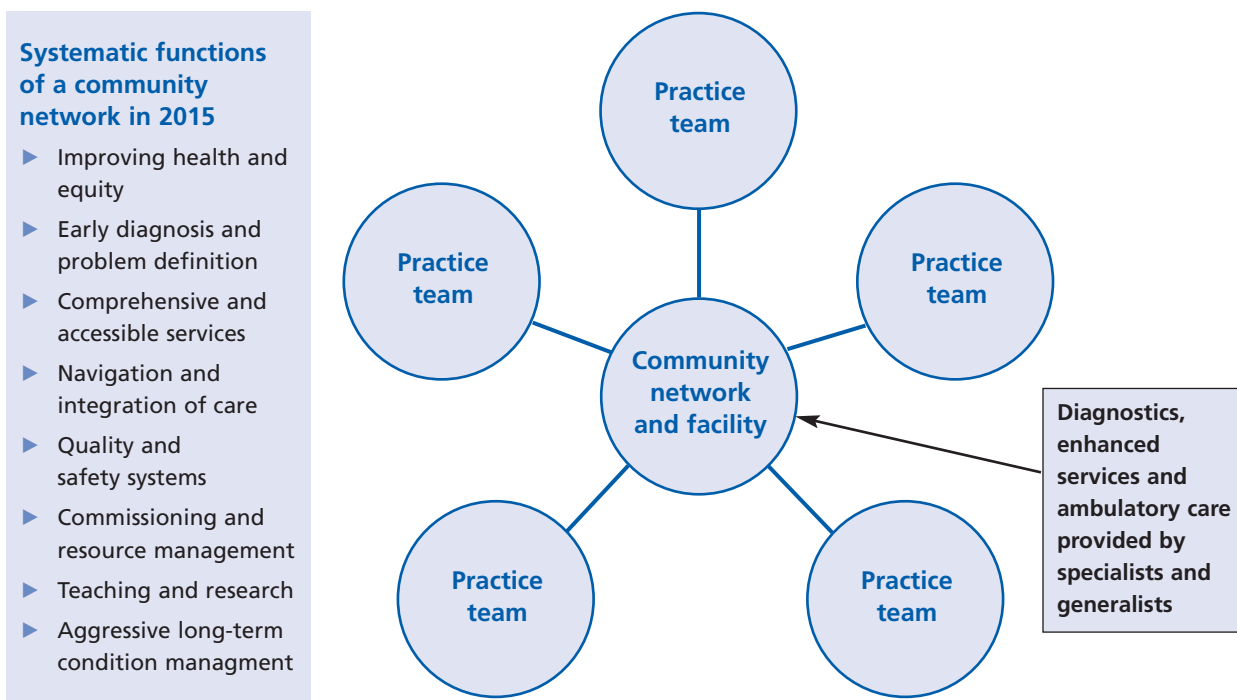 Systematic functions
of a community
network in 2015
▶ Improving health and
equity
▶ Early diagnosis and
problem definition
▶ Comprehensive and
accessible services
▶ Navigation and
integration of care
▶ Quality and
safety systems
▶ Commissioning and
resource management
▶ Teaching and research
▶ Aggressive long-term
condition managment
Practice
team
Practice
team
Practice
team
Community
network
and facility
Practice
team
Practice
team
Diagnostics,
enhanced
services and
ambulatory care
provided by
specialists and
generalists